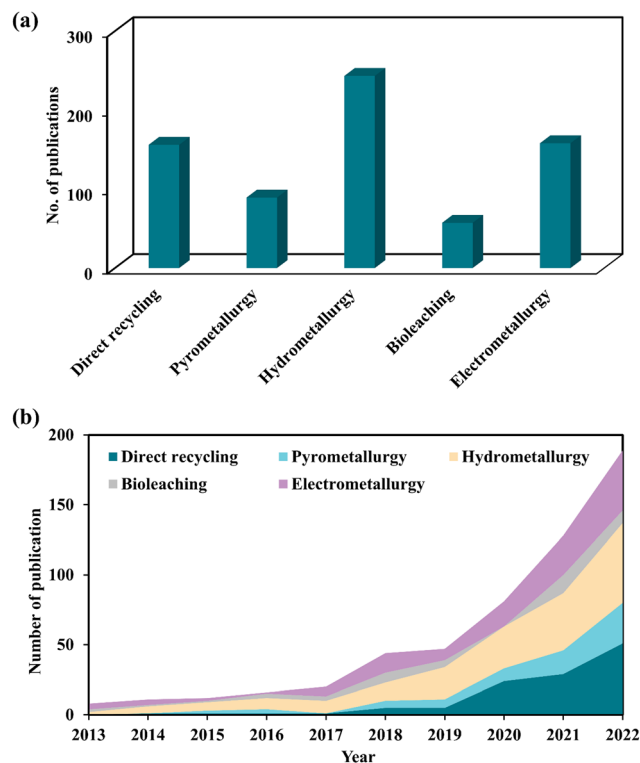 (a)
300
200
100
0
No. of publications
Direct recycling
Pyrometallurgy
Hydrometallurgy
Bioleaching
Electrometallurgy
(b)
200
150
100
50
0
Number of publication
Direct recycling Pyrometallurgy Hydrometallurgy
Bioleaching Electrometallurgy
2013 2014 2015 2016 2017 2018 2019 2020 2021 2022
Year